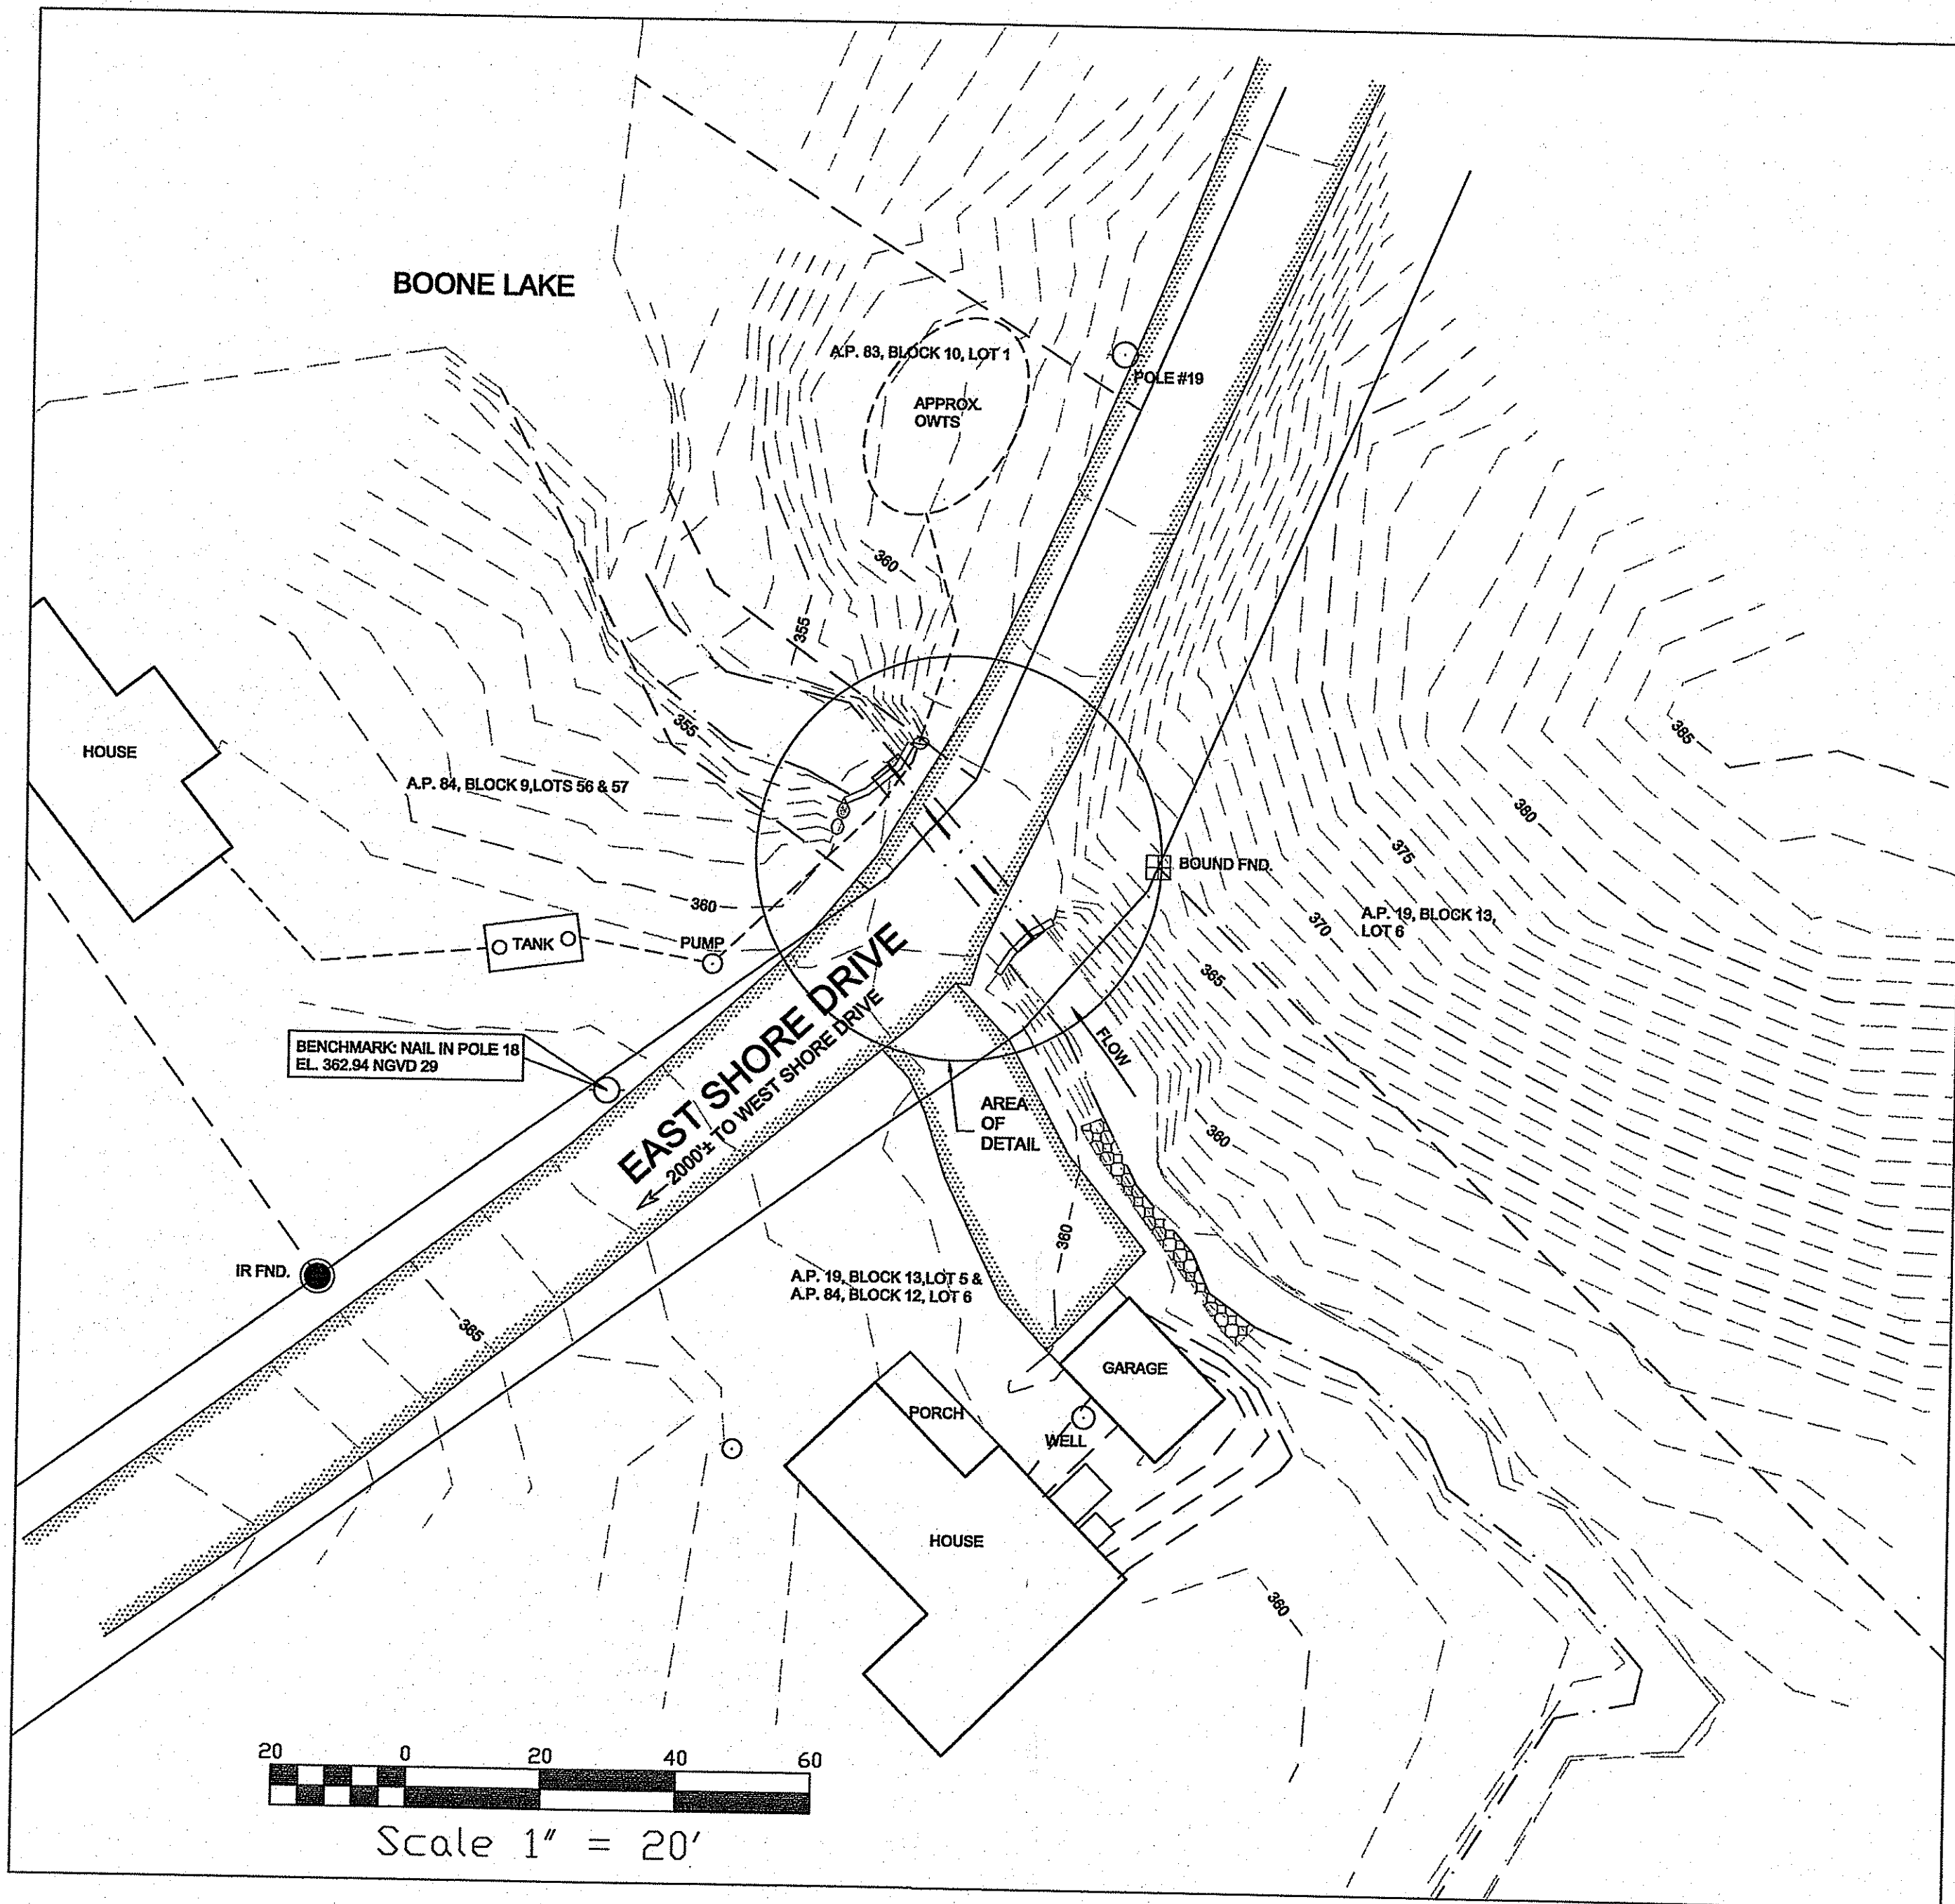 BOONE LAKE
A.P. 83, BLOCK 10, LOT 1
POLE #19
APPROX.
OWTS
360
355
355
385
HOUSE
A.P. 84, BLOCK 9,LOTS 56 & 57
380
375
BOUND FND.
360
370
A.P. 19, BLOCK 13,
LOT 6
TANK
PUMP
365
EAST SHORE DRIVE
2000'± TO WEST SHORE DRIVE
FLOW
BENCHMARK: NAIL IN POLE 18
EL. 362.94 NGVD 29
AREA
OF
DETAIL
360
360
IR FND.
A.P. 19, BLOCK 13,LOT 5 &
A.P. 84, BLOCK 12, LOT 6
365
GARAGE
PORCH
WELL
HOUSE
360
20 0 20 40 60
Scale 1" = 20'